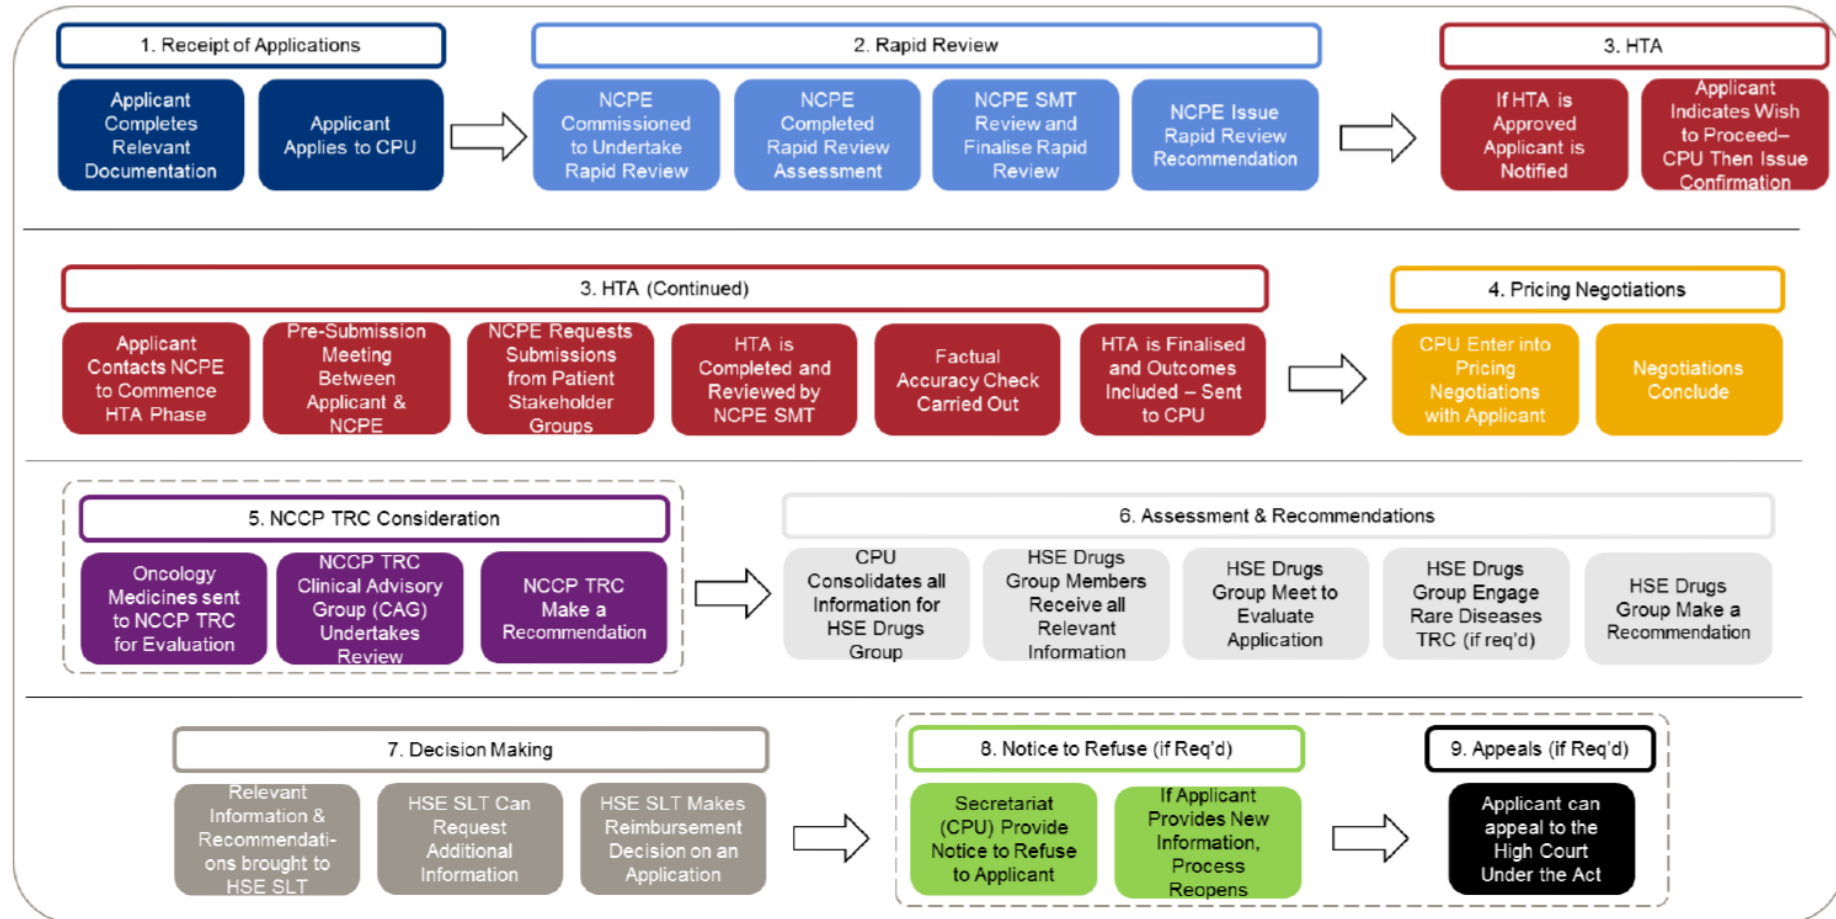 1. Receipt of Applications
2. Rapid Review
3. HTA
Applicant
Completes
Relevant
Documentation
Applicant
Applies to CPU
NCPE
Commissioned
to Undertake
Rapid Review
NCPE
Completed
Rapid Review
Assessment
NCPE SMT
Review and
Finalise Rapid
Review
NCPE Issue
Rapid Review
Recommendation
If HTA is
Approved
Applicant is
Notified
Applicant
Indicates Wish
to Proceed–
CPU Then Issue
Confirmation
3. HTA (Continued)
4. Pricing Negotiations
Applicant
Contacts NCPE
to Commence
HTA Phase
Pre-Submission
Meeting
Between
Applicant &
NCPE
NCPE Requests
Submissions
from Patient
Stakeholder
Groups
HTA is
Completed and
Reviewed by
NCPE SMT
Factual
Accuracy Check
Carried Out
HTA is Finalised
and Outcomes
Included – Sent
to CPU
CPU Enter into
Pricing
Negotiations
with Applicant
Negotiations
Conclude
5. NCCP TRC Consideration
6. Assessment & Recommendations
Oncology
Medicines sent
to NCCP TRC
for Evaluation
NCCP TRC
Clinical Advisory
Group (CAG)
Undertakes
Review
NCCP TRC
Make a
Recommendation
CPU
Consolidates all
Information for
HSE Drugs
Group
HSE Drugs
Group Members
Receive all
Relevant
Information
HSE Drugs
Group Meet to
Evaluate
Application
HSE Drugs
Group Engage
Rare Diseases
TRC (if req'd)
HSE Drugs
Group Make a
Recommendation
7. Decision Making
8. Notice to Refuse (if Req'd)
9. Appeals (if Req'd)
Relevant
Information &
Recommendati-
ons brought to
HSE SLT
HSE SLT Can
Request
Additional
Information
HSE SLT Makes
Reimbursement
Decision on an
Application
Secretariat
(CPU) Provide
Notice to Refuse
to Applicant
If Applicant
Provides New
Information,
Process
Reopens
Applicant can
appeal to the
High Court
Under the Act